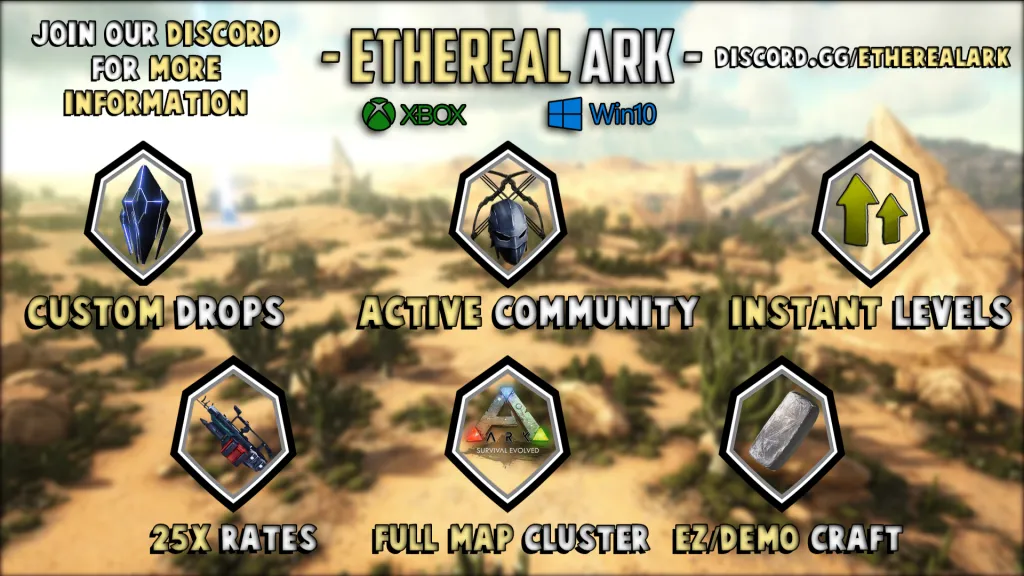 JOIN OUR DISCORD
FOR MORE
INFORMATION
- ETHEREAL ARK -
DISCORD.GG/ETHEREALARK
XBOX
Win10
CUSTOM DROPS
ACTIVE COMMUNITY
INSTANT LEVELS
ARK
SURVIVAL EVOLVED
25X RATES
FULL MAP CLUSTER
EZ/DEMO CRAFT